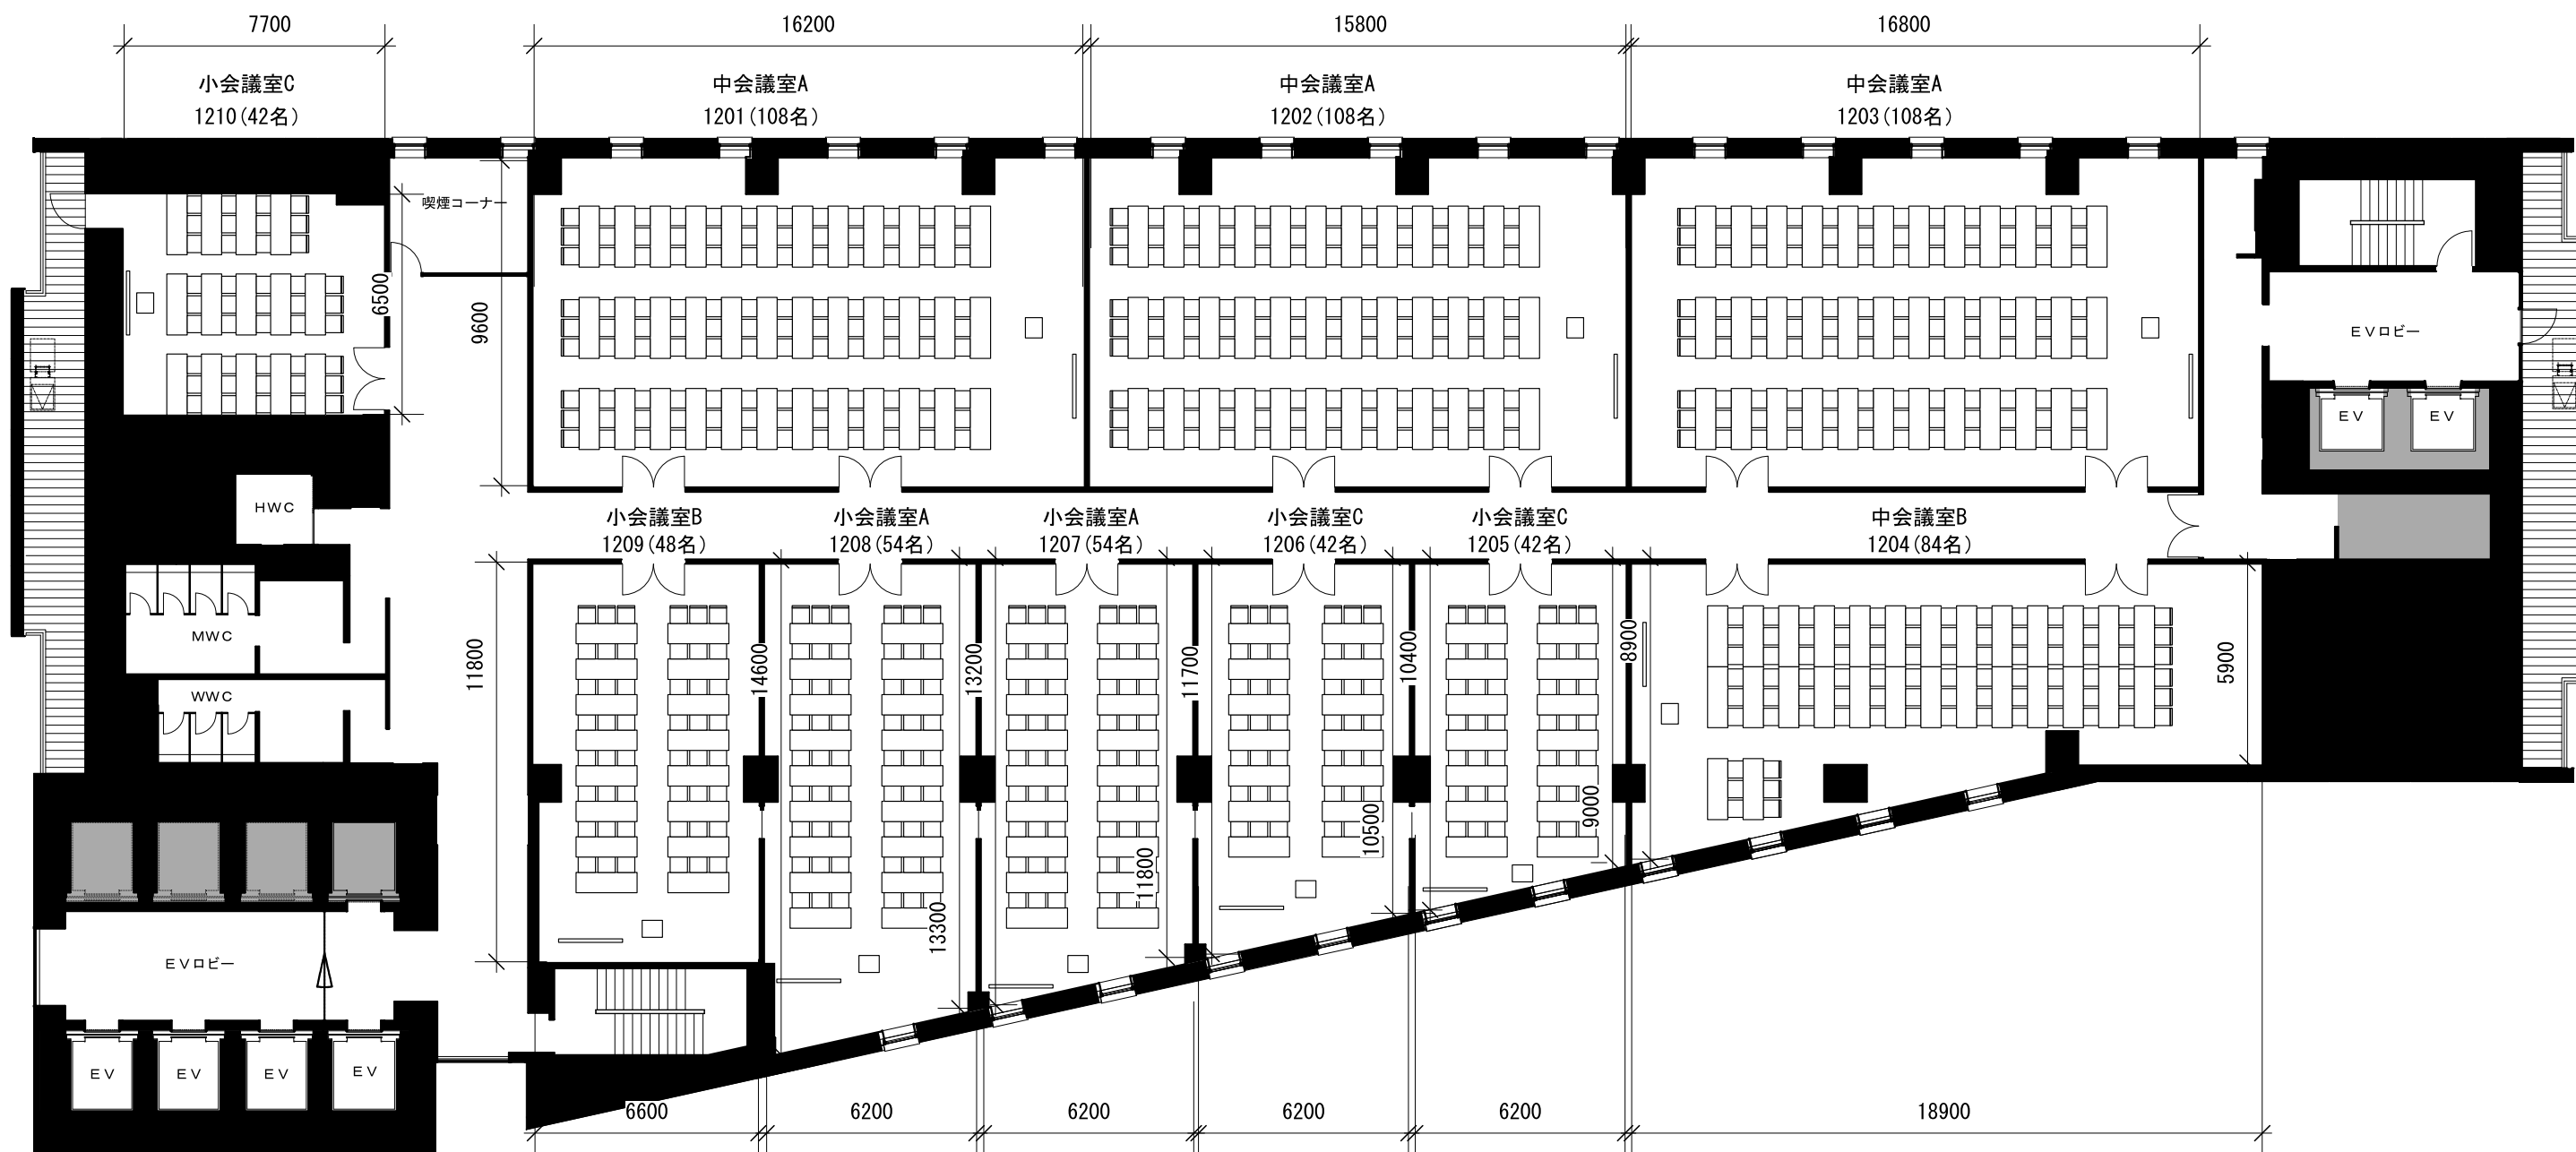 7700
16200
15800
16800
小会議室C
1210(42名)
中会議室A
1201(108名)
中会議室A
1202(108名)
中会議室A
1203(108名)
喫煙コーナー
6500
9600
EVロビー
EV
EV
HWC
小会議室B
1209(48名)
小会議室A
1208(54名)
小会議室A
1207(54名)
小会議室C
1206(42名)
小会議室C
1205(42名)
中会議室B
1204(84名)
MWC
WWC
11800
14600
13200
11700
10400
8900
5900
13300
11800
10500
9000
EVロビー
EV
EV
EV
EV
6600
6200
6200
6200
6200
18900